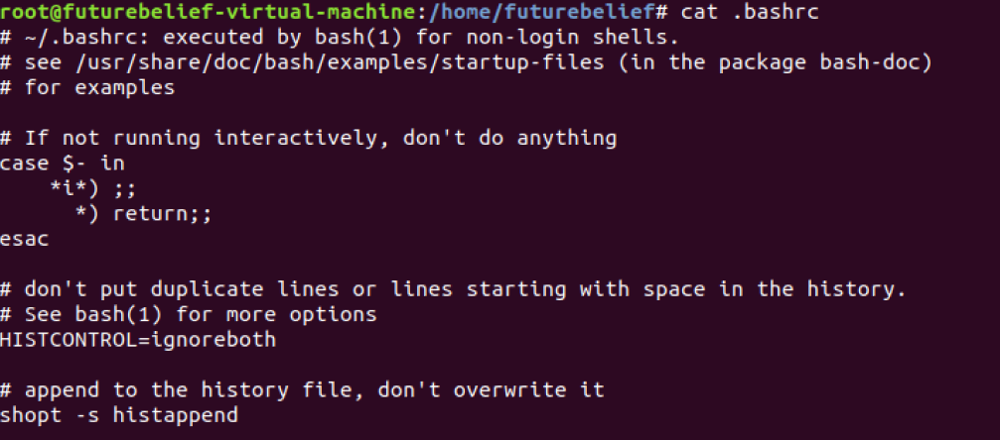 root@futurebelief-virtual-machine:/home/futurebelief# cat .bashrc
# ~/.bashrc: executed by bash(1) for non-login shells.
# see /usr/share/doc/bash/examples/startup-files (in the package bash-doc)
# for examples

# If not running interactively, don't do anything
case $- in
    *i*) ;;
      *) return;;
esac

# don't put duplicate lines or lines starting with space in the history.
# See bash(1) for more options
HISTCONTROL=ignoreboth

# append to the history file, don't overwrite it
shopt -s histappend